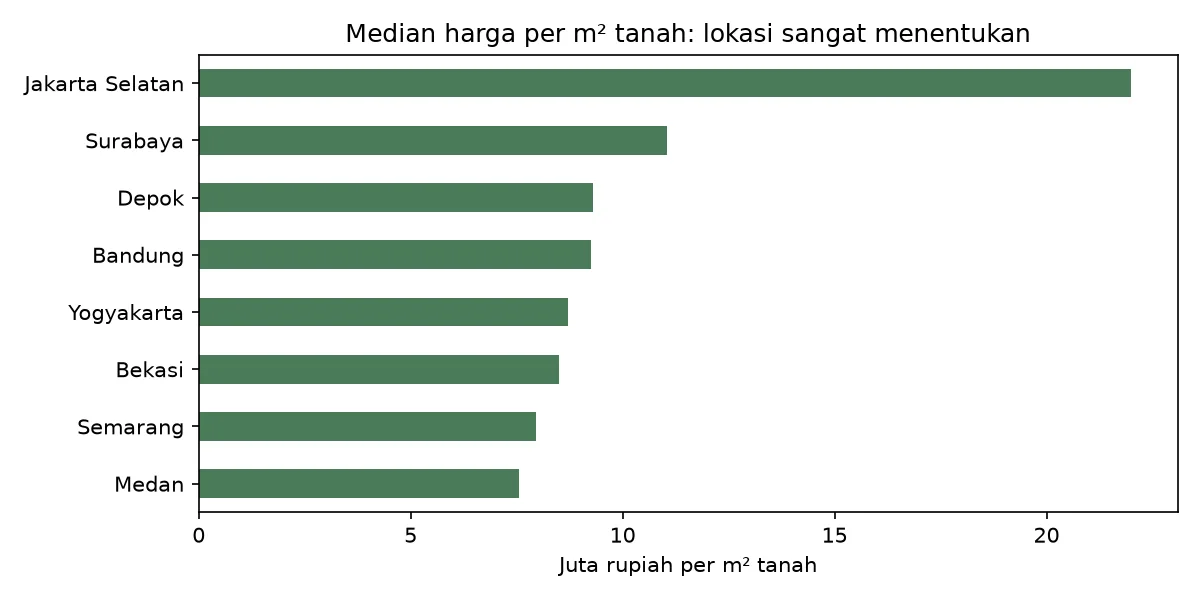 Median harga per m² tanah: lokasi sangat menentukan
Jakarta Selatan
Surabaya
Depok
Bandung
Yogyakarta
Bekasi
Semarang
Medan
0 5 10 15 20
Juta rupiah per m² tanah